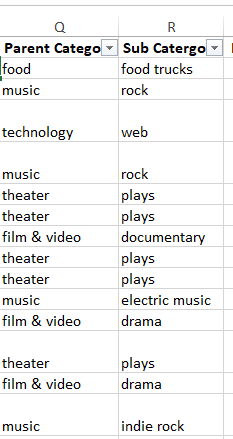 Q R
Parent Catego Sub Catergo
food food trucks
music rock
technology web
music rock
theater plays
theater plays
film & video documentary
theater plays
theater plays
music electric music
film & video drama
theater plays
film & video drama
music indie rock